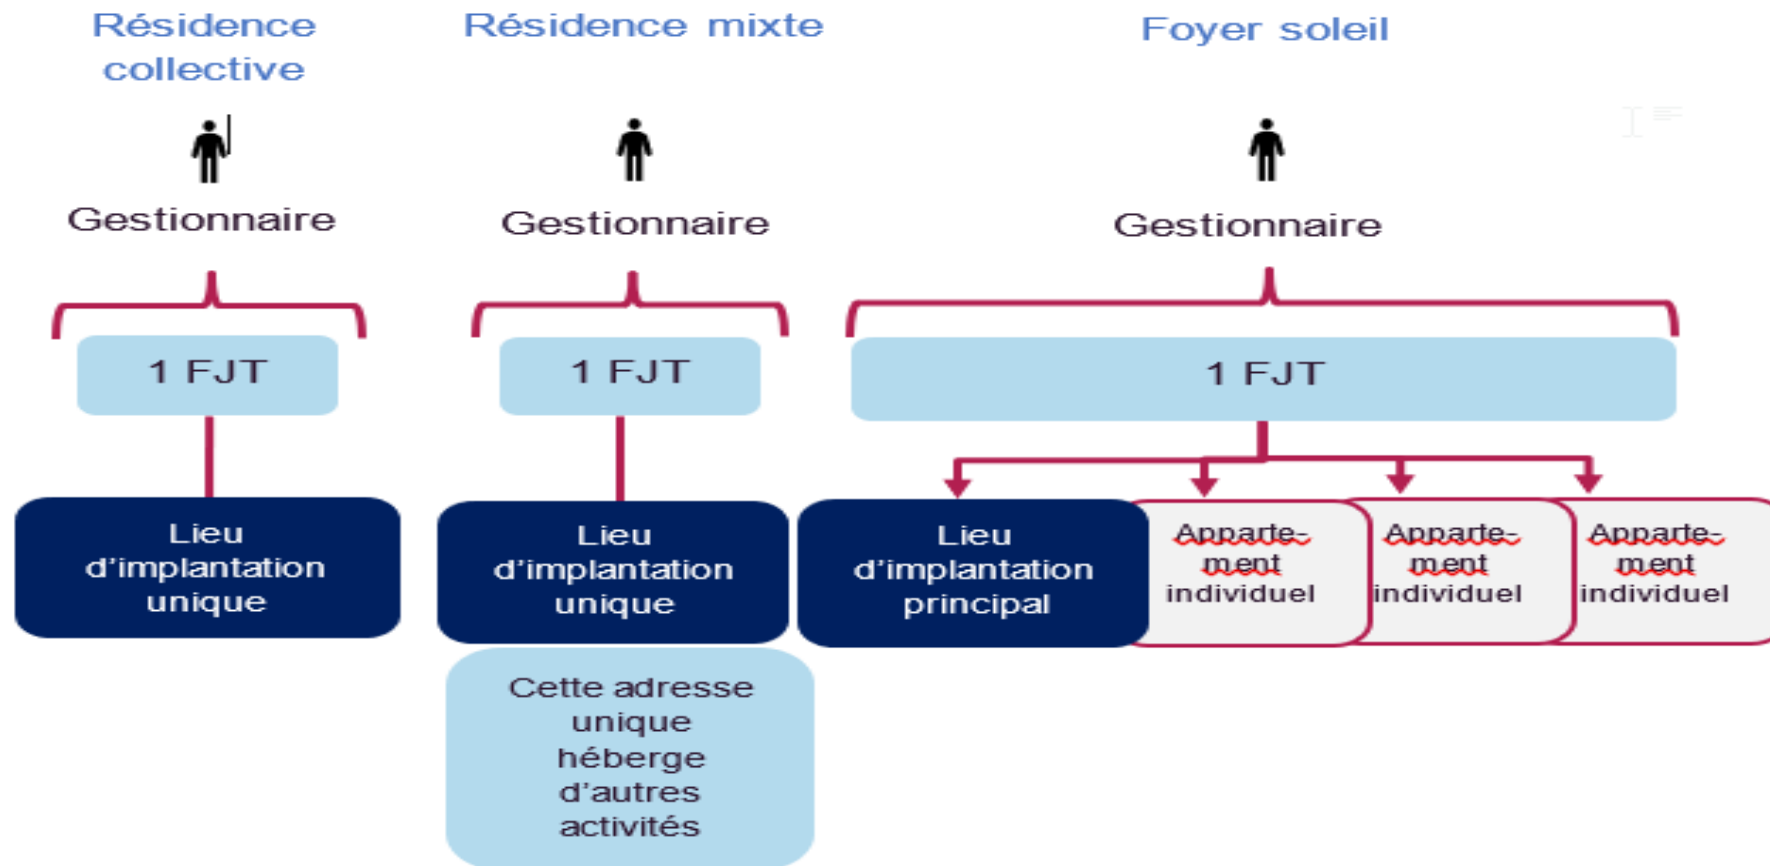 Résidence
collective
Gestionnaire
1 FJT
Lieu
d’implantation
unique
Résidence mixte
Gestionnaire
1 FJT
Lieu
d’implantation
unique
Cette adresse
unique
héberge
d’autres
activités
Foyer soleil
Gestionnaire
1 FJT
Lieu
d’implantation
principal
Apparte-
ment
individuel
Apparte-
ment
individuel
Apparte-
ment
individuel